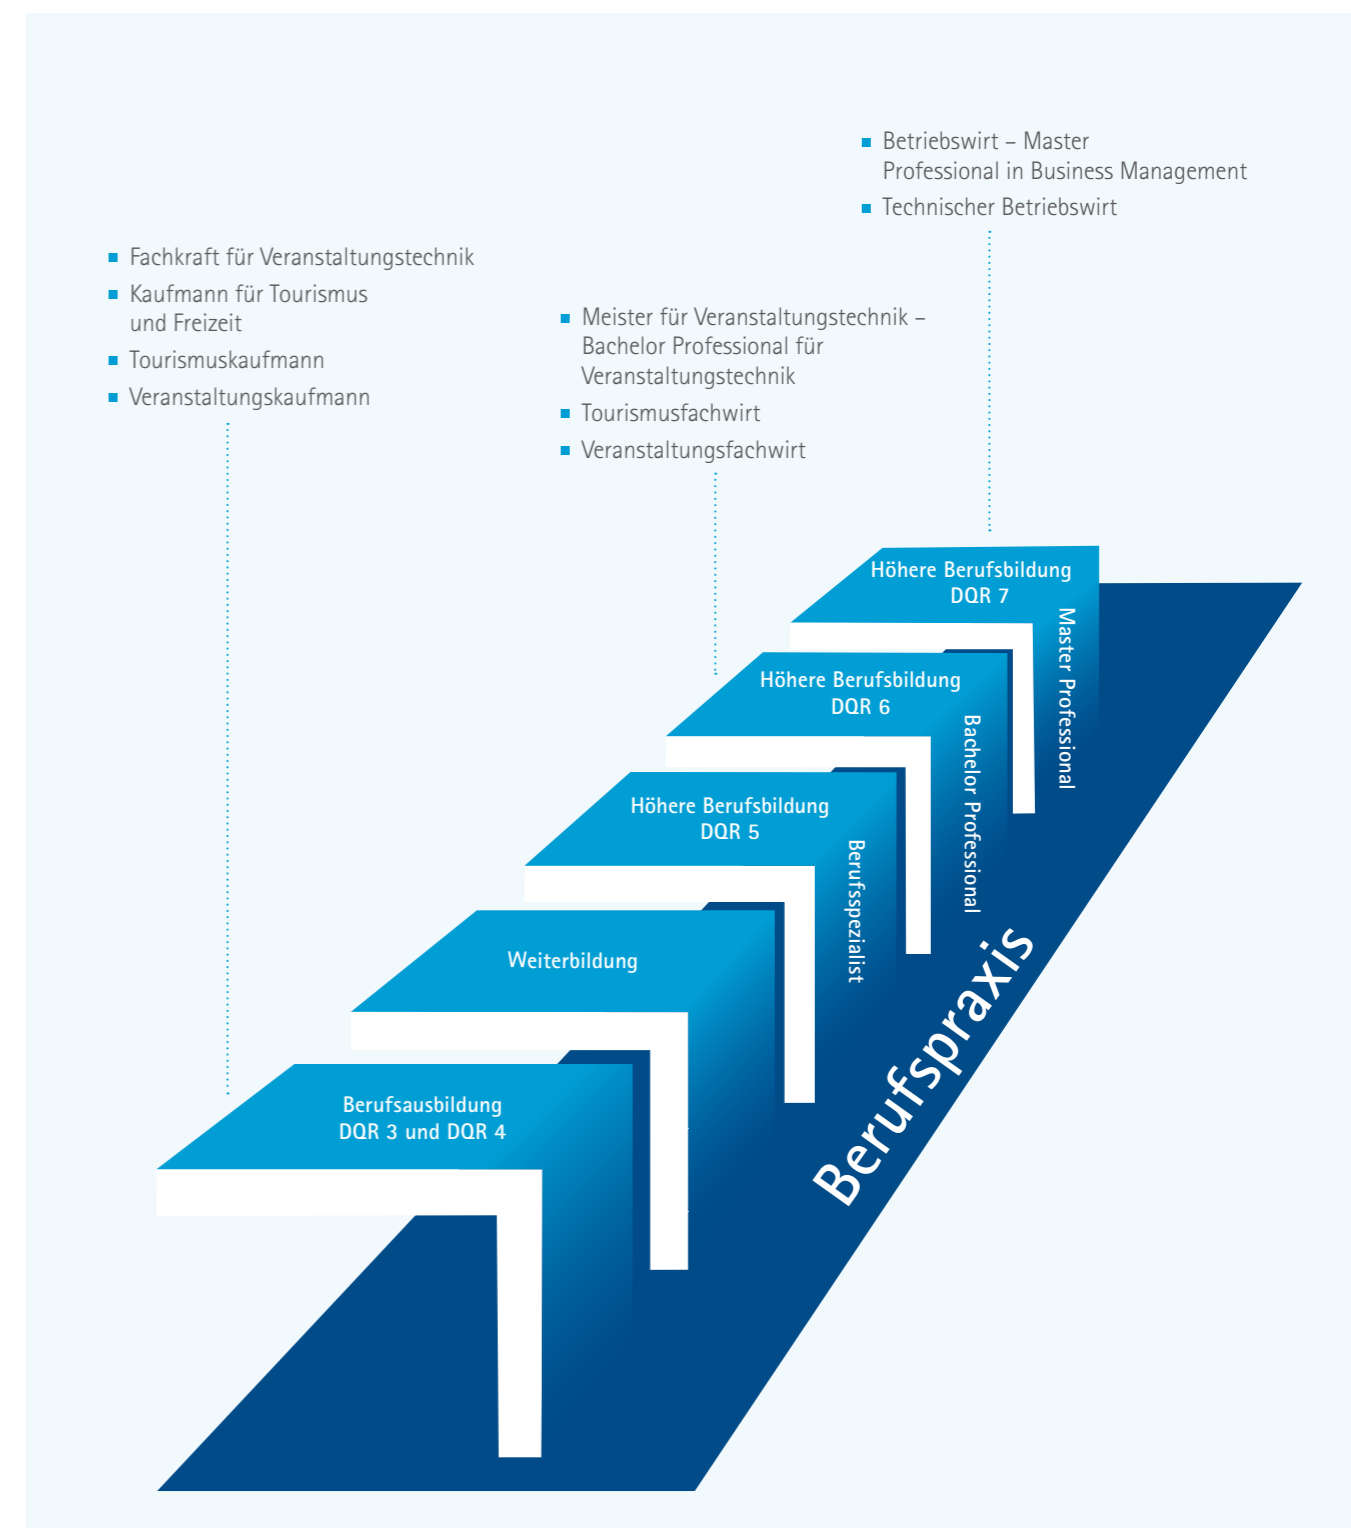 Betriebswirt – Master
Professional in Business Management
Technischer Betriebswirt
Fachkraft für Veranstaltungstechnik
Kaufmann für Tourismus
und Freizeit
Tourismuskaufmann
Veranstaltungskaufmann
Meister für Veranstaltungstechnik –
Bachelor Professional für
Veranstaltungstechnik
Tourismusfachwirt
Veranstaltungsfachwirt
Höhere Berufsbildung
DQR 7
Master Professional
Höhere Berufsbildung
DQR 6
Bachelor Professional
Höhere Berufsbildung
DQR 5
Berufsspezialist
Weiterbildung
Berufsausbildung
DQR 3 und DQR 4
Berufspraxis